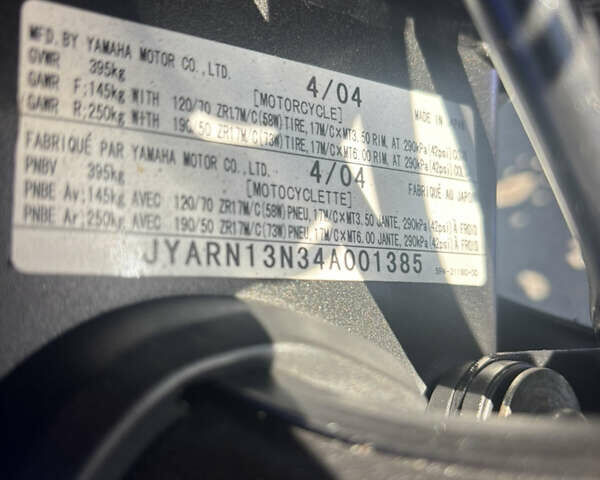 MFD.BY YAMAHA MOTOR CO.,LTD. 4/04
GVWR 395kg [MOTORCYCLE] MADE IN JAPAN
GAWR F:145kg WITH 120/70 ZR17M/C(58W)TIRE,17M/C×MT3.50 RIM, AT 290kPa(42psi)COLD
GAWR R:250kg WITH 190/50 ZR17M/C(73W)TIRE,17M/C×MT6.00 RIM, AT 290kPa(42psi)COLD
FABRIQUÉ PAR YAMAHA MOTOR CO.,LTD. 4/04
PNBV 395kg [MOTOCYCLETTE] FABRIQUÉ AU JAPON
PNBE Av:145kg AVEC 120/70 ZR17M/C(58W)PNEU,17M/C×MT3.50 JANTE, 290kPa(42psi)À FROID
PNBE Ar:250kg AVEC 190/50 ZR17M/C(73W)PNEU,17M/C×MT6.00 JANTE, 290kPa(42psi)À FROID
JYARN13N34A001385